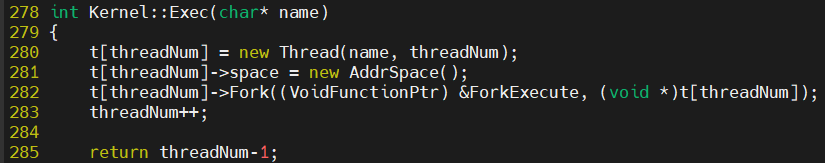 278 int Kernel::Exec(char* name)
279 {
280     t[threadNum] = new Thread(name, threadNum);
281     t[threadNum]->space = new AddrSpace();
282     t[threadNum]->Fork((VoidFunctionPtr) &ForkExecute, (void *)t[threadNum]);
283     threadNum++;
284
285     return threadNum-1;